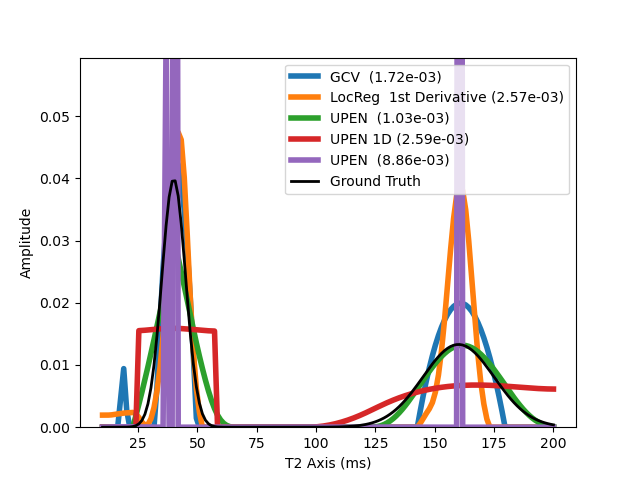 GCV  (1.72e-03)
LocReg  1st Derivative (2.57e-03)
UPEN  (1.03e-03)
UPEN 1D (2.59e-03)
UPEN  (8.86e-03)
Ground Truth
0.05
0.04
0.03
0.02
0.01
0.00
Amplitude
25 50 75 100 125 150 175 200
T2 Axis (ms)